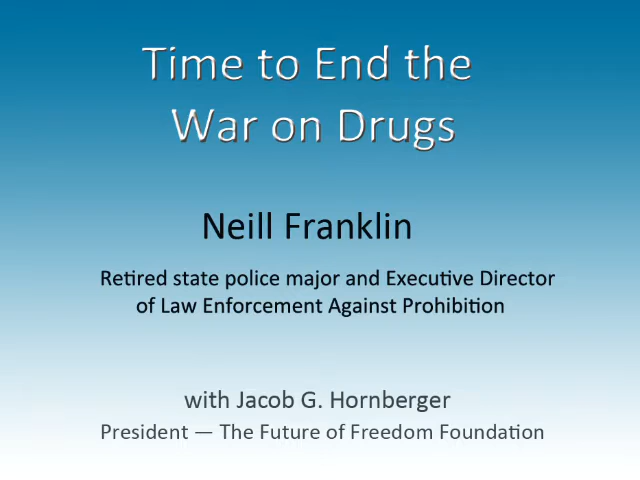 Time to End the
War on Drugs
Neill Franklin
Retired state police major and Executive Director
of Law Enforcement Against Prohibition
with Jacob G. Hornberger
President — The Future of Freedom Foundation